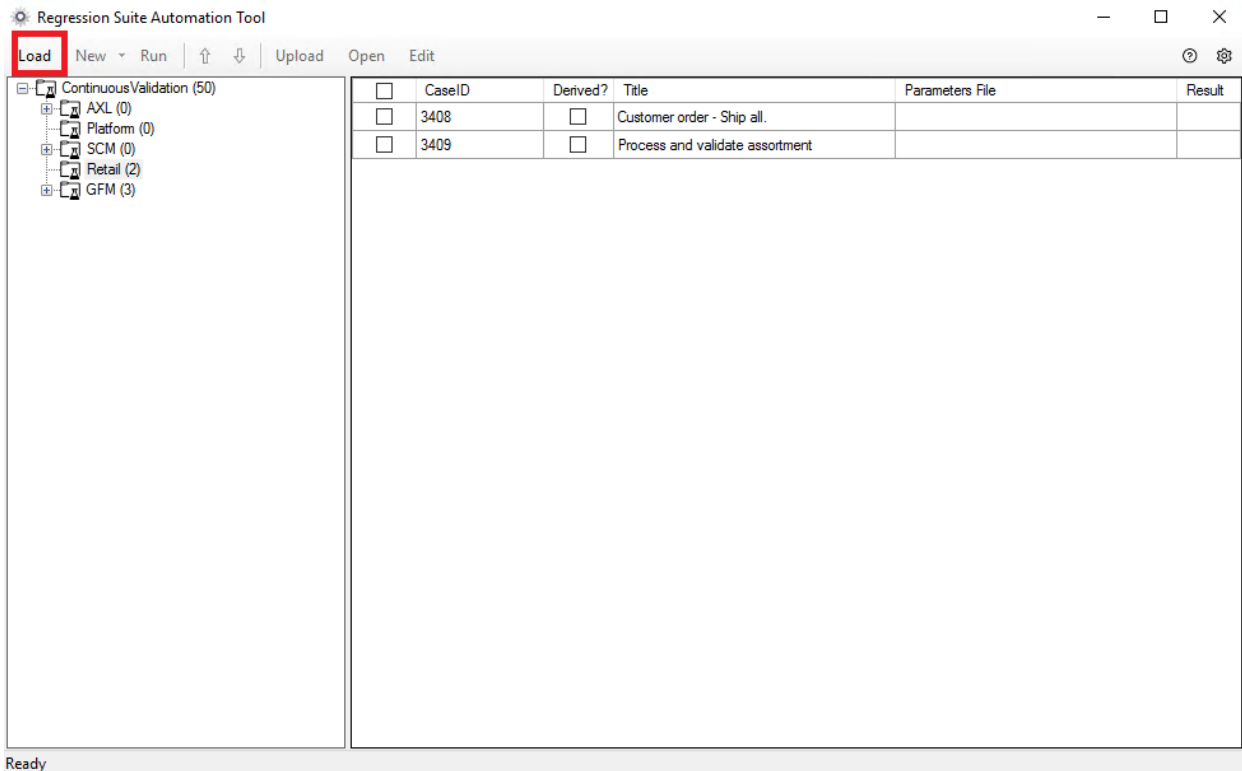 Regression Suite Automation Tool
Load New Run Upload Open Edit
ContinuousValidation (50)
AXL (0)
Platform (0)
SCM (0)
Retail (2)
GFM (3)
CaseID Derived? Title Parameters File Result
3408 Customer order - Ship all.
3409 Process and validate assortment
Ready